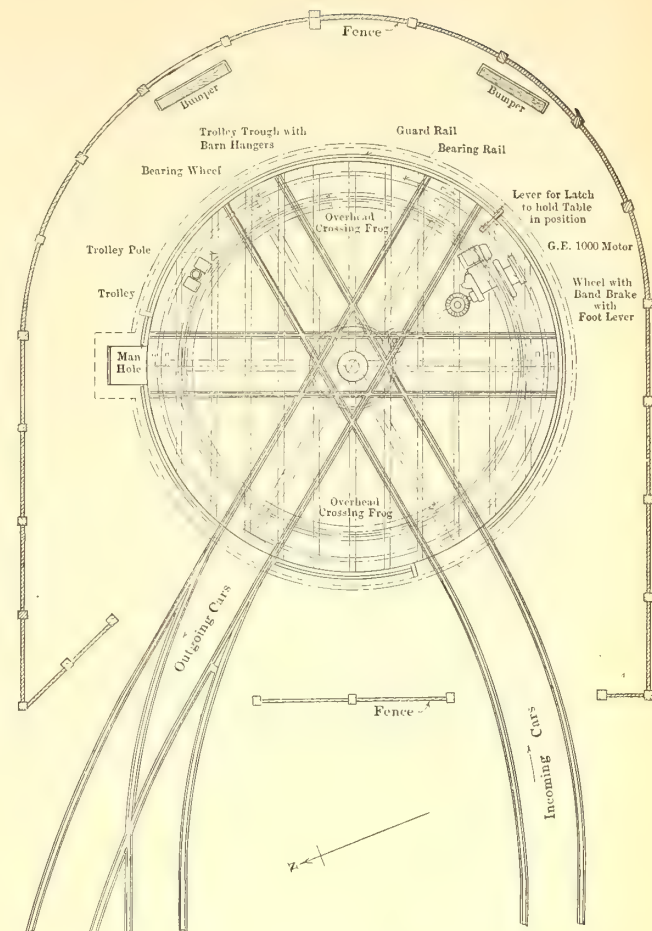 Fence
Bumper
Bumper
Trolley Trough with
Barn Hangers
Guard Rail
Bearing Rail
Bearing Wheel
Lever for Latch
to hold Table
in position
Overhead
Crossing Frog
G.E. 1000 Motor
Trolley Pole
Wheel with
Band Brake
with
Foot Lever
Trolley
Man
Hole
Overhead
Crossing Frog
Outgoing Cars
Fence
Incoming Cars
N